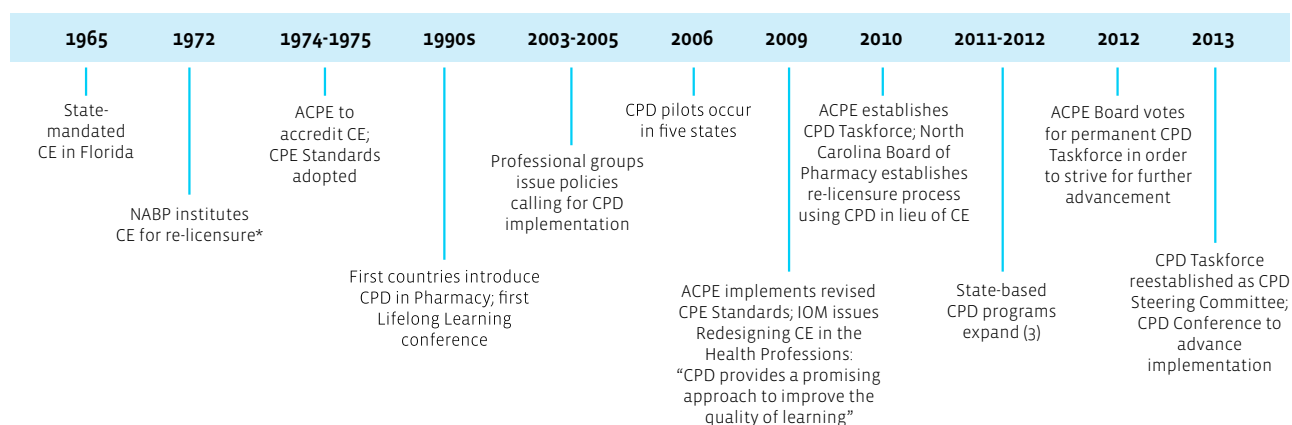 1965
1972
1974-1975
1990s
2003-2005
2006
2009
2010
2011-2012
2012
2013
State-
mandated
CE in Florida
NABP institutes
CE for re-licensure*
ACPE to
accredit CE;
CPE Standards
adopted
First countries introduce
CPD in Pharmacy; first
Lifelong Learning
conference
Professional groups
issue policies
calling for CPD
implementation
CPD pilots occur
in five states
ACPE implements revised
CPE Standards; IOM issues
Redesigning CE in the
Health Professions:
“CPD provides a promising
approach to improve the
quality of learning”
ACPE establishes
CPD Taskforce; North
Carolina Board of
Pharmacy establishes
re-licensure process
using CPD in lieu of CE
State-based
CPD programs
expand (3)
ACPE Board votes
for permanent CPD
Taskforce in order
to strive for further
advancement
CPD Taskforce
reestablished as CPD
Steering Committee;
CPD Conference to
advance
implementation